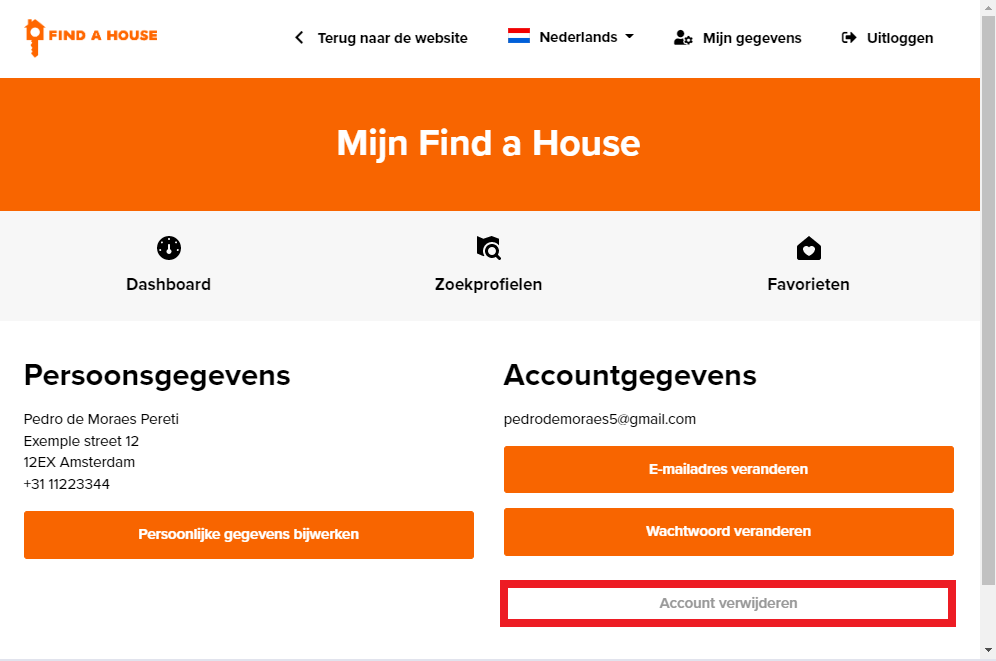 FIND A HOUSE
Terug naar de website
Nederlands
Mijn gegevens
Uitloggen
Mijn Find a House
Dashboard
Zoekprofielen
Favorieten
Persoonsgegevens
Pedro de Moraes Pereti
Exemple street 12
12EX Amsterdam
+31 11223344
Persoonlijke gegevens bijwerken
Accountgegevens
pedrodemoraes5@gmail.com
E-mailadres veranderen
Wachtwoord veranderen
Account verwijderen